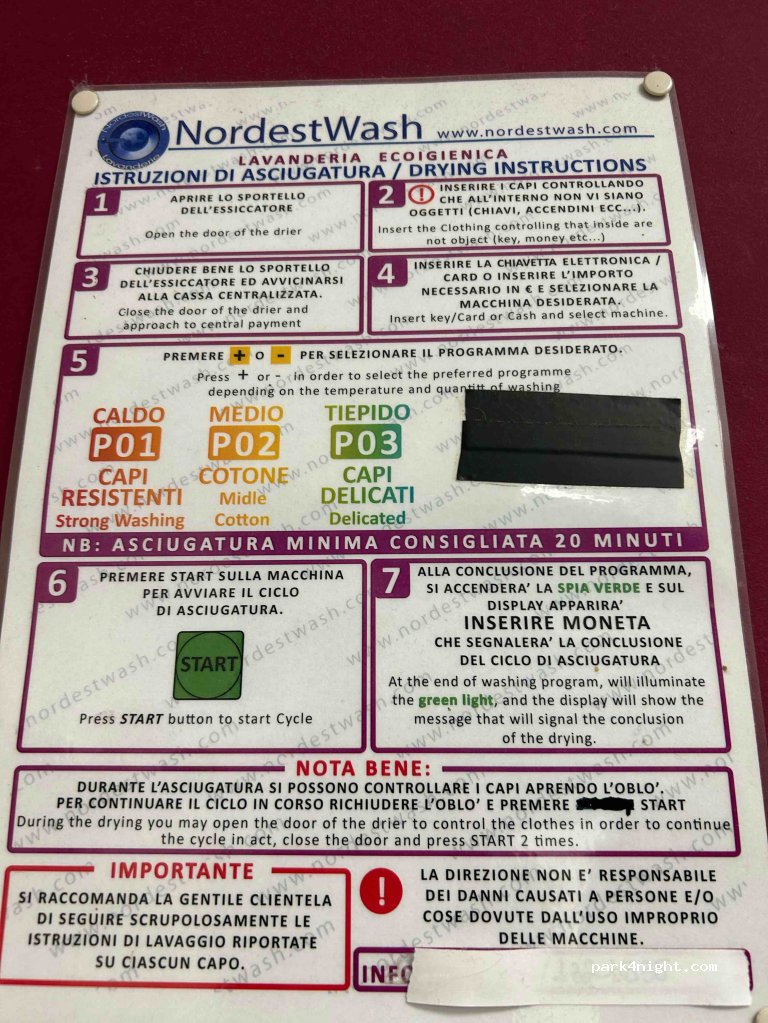 NordestWash www.nordestwash.com
LAVANDERIA ECOIGIENICA
ISTRUZIONI DI ASCIUGATURA / DRYING INSTRUCTIONS
1
APRIRE LO SPORTELLO
DELL'ESSICCATORE
Open the door of the drier
2
INSERIRE I CAPI CONTROLLANDO
CHE ALL'INTERNO NON VI SIANO
OGGETTI (CHIAVI, ACCENDINI ECC...).
Insert the Clothing controlling that inside are
not object (key, money etc...)
3
CHIUDERE BENE LO SPORTELLO
DELL'ESSICCATORE ED AVVICINARSI
ALLA CASSA CENTRALIZZATA.
Close the door of the drier and
approach to central payment
4
INSERIRE LA CHIAVETTA ELETTRONICA /
CARD O INSERIRE L'IMPORTO
NECESSARIO IN € E SELEZIONARE LA
MACCHINA DESIDERATA.
Insert key/Card or Cash and select machine.
5
PREMERE + O - PER SELEZIONARE IL PROGRAMMA DESIDERATO.
Press + or - in order to select the preferred programme
depending on the temperature and quantitt of washing
CALDO
P01
CAPI
RESISTENTI
Strong Washing
MEDIO
P02
COTONE
Midle
Cotton
TIEPIDO
P03
CAPI
DELICATI
Delicated
NB: ASCIUGATURA MINIMA CONSIGLIATA 20 MINUTI
6
PREMERE START SULLA MACCHINA
PER AVVIARE IL CICLO
DI ASCIUGATURA.
START
Press START button to start Cycle
7
ALLA CONCLUSIONE DEL PROGRAMMA,
SI ACCENDERA' LA SPIA VERDE E SUL
DISPLAY APPARIRA'
INSERIRE MONETA
CHE SEGNALERA' LA CONCLUSIONE
DEL CICLO DI ASCIUGATURA
At the end of washing program, will illuminate
the green light, and the display will show the
message that will signal the conclusion
of the drying.
NOTA BENE:
DURANTE L'ASCIUGATURA SI POSSONO CONTROLLARE I CAPI APRENDO L'OBLO'.
PER CONTINUARE IL CICLO IN CORSO RICHIUDERE L'OBLO' E PREMERE START
During the drying you may open the door of the drier to control the clothes in order to continue
the cycle in act, close the door and press START 2 times.
IMPORTANTE
SI RACCOMANDA LA GENTILE CLIENTELA
DI SEGUIRE SCRUPOLOSAMENTE LE
ISTRUZIONI DI LAVAGGIO RIPORTATE
SU CIASCUN CAPO.
!
LA DIREZIONE NON E' RESPONSABILE
DEI DANNI CAUSATI A PERSONE E/O
COSE DOVUTE DALL'USO IMPROPRIO
DELLE MACCHINE.
INFO
park4night.com